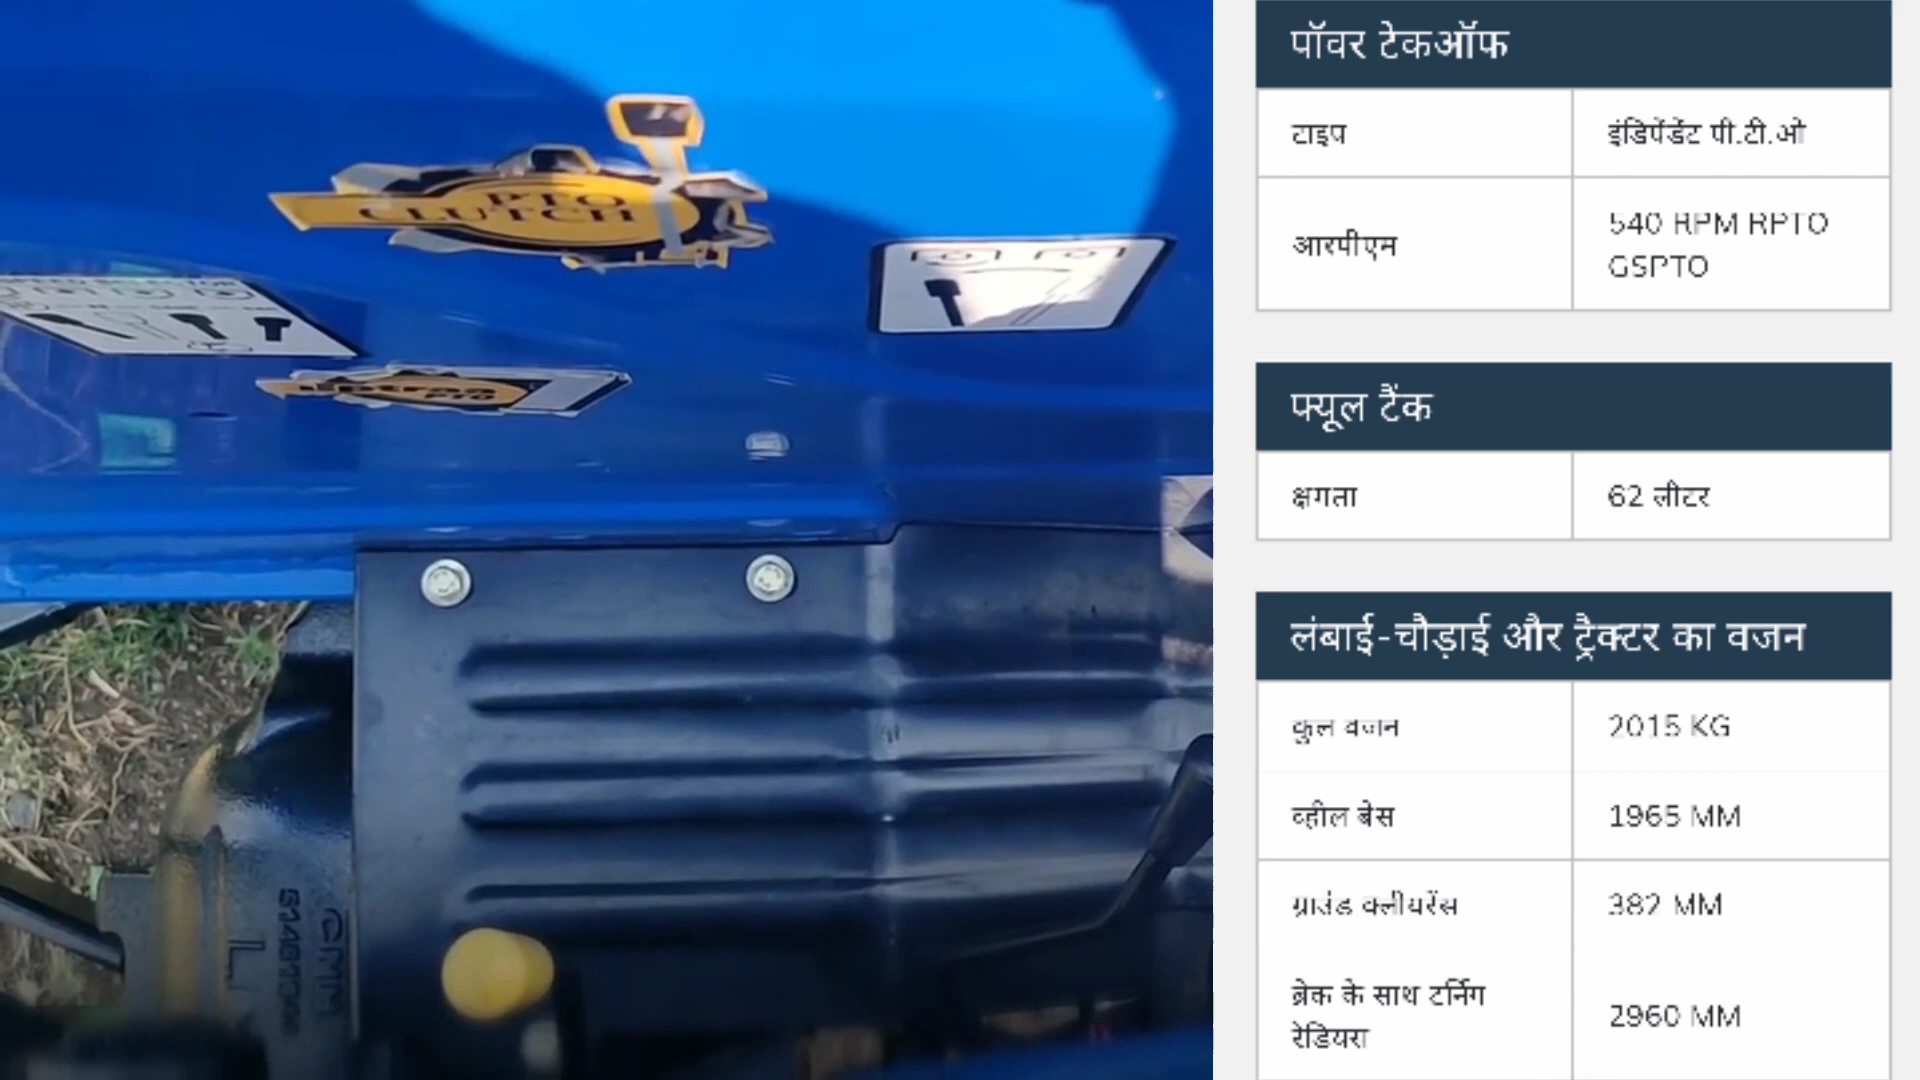 PTO
CLUTCH
Pro
पॉवर टेकऑफ
टाइप
इंडिपेंडेंट पी.टी.ओ
आरपीएम
540 RPM RPTO
GSPTO
फ्यूल टैंक
क्षमता
62 लीटर
लंबाई-चौड़ाई और ट्रैक्टर का वजन
कुल वजन
2015 KG
व्हील बेस
1965 MM
ग्राउंड क्लीयरेंस
382 MM
ब्रेक के साथ टर्निंग
रेडियस
2960 MM